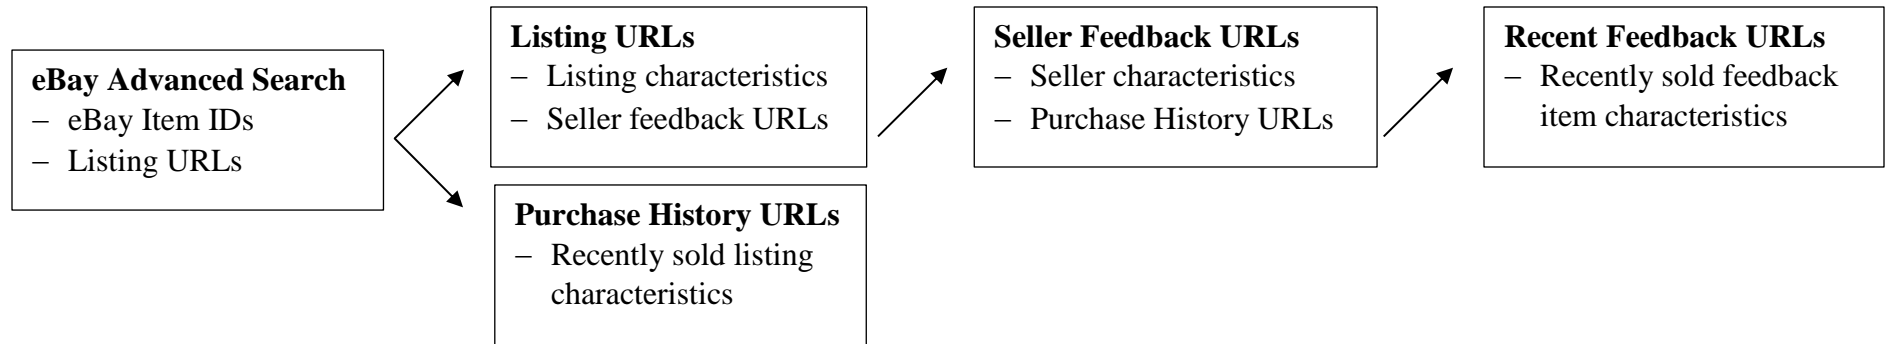 eBay Advanced Search
– eBay Item IDs
– Listing URLs
Listing URLs
– Listing characteristics
– Seller feedback URLs
Purchase History URLs
– Recently sold listing
characteristics
Seller Feedback URLs
– Seller characteristics
– Purchase History URLs
Recent Feedback URLs
– Recently sold feedback
item characteristics